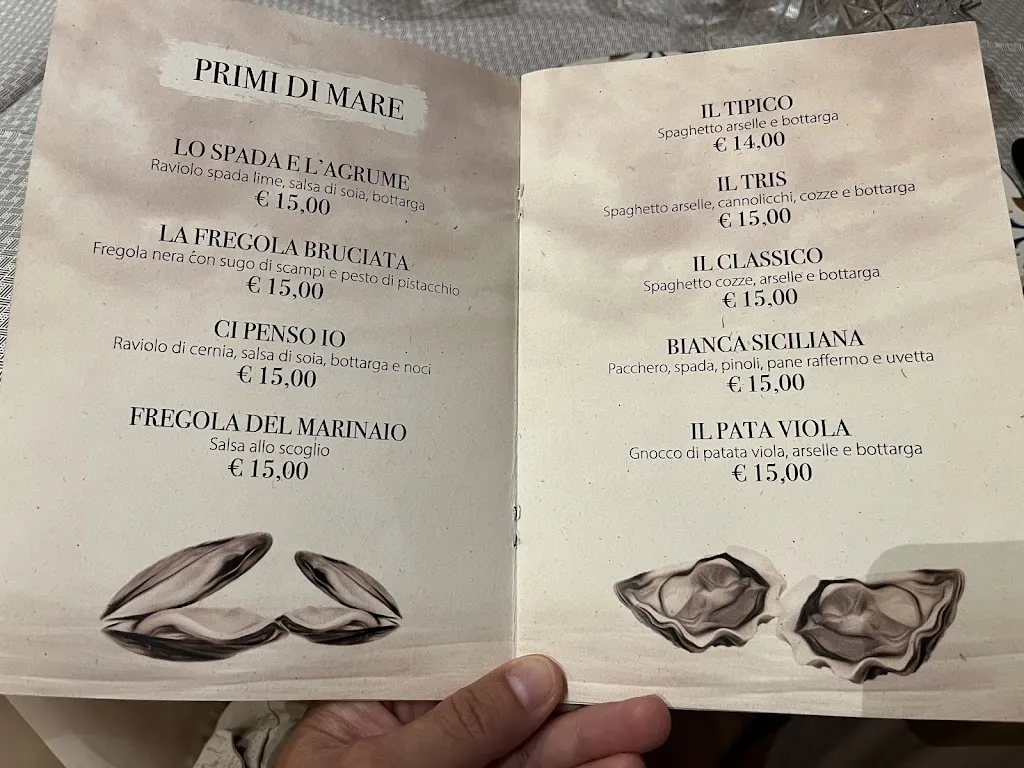 PRIMI DI MARE
LO SPADA E L'AGRUME
Raviolo spada lime, salsa di soia, bottarga
€ 15,00
LA FREGOLA BRUCIATA
Fregola nera con sugo di scampi e pesto di pistacchio
€ 15,00
CI PENSO IO
Raviolo di cernia, salsa di soia, bottarga e noci
€ 15,00
FREGOLA DEL MARINAIO
Salsa allo scoglio
€ 15,00
IL TIPICO
Spaghetto arselle e bottarga
€ 14,00
IL TRIS
Spaghetto arselle, cannolicchi, cozze e bottarga
€ 15,00
IL CLASSICO
Spaghetto cozze, arselle e bottarga
€ 15,00
BIANCA SICILIANA
Pacchero, spada, pinoli, pane raffermo e uvetta
€ 15,00
IL PATA VIOLA
Gnocco di patata viola, arselle e bottarga
€ 15,00